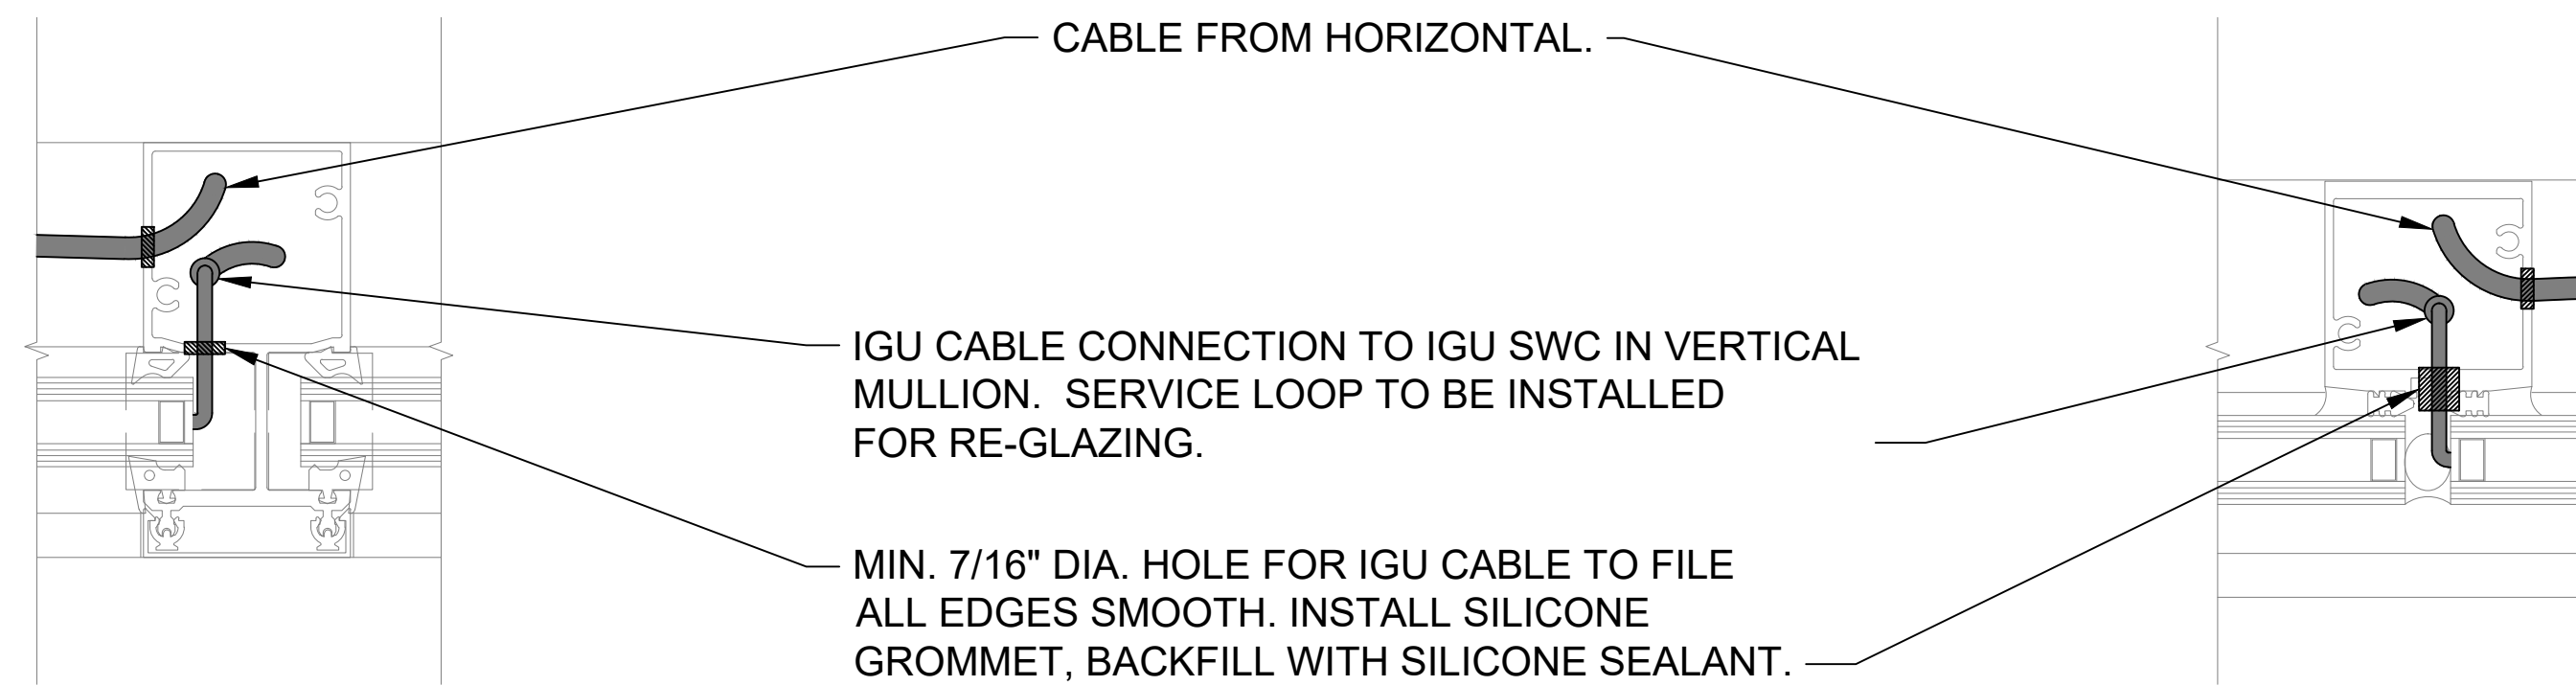 CABLE FROM HORIZONTAL.
IGU CABLE CONNECTION TO IGU SWC IN VERTICAL
MULLION. SERVICE LOOP TO BE INSTALLED
FOR RE-GLAZING.
MIN. 7/16" DIA. HOLE FOR IGU CABLE TO FILE
ALL EDGES SMOOTH. INSTALL SILICONE
GROMMET, BACKFILL WITH SILICONE SEALANT.